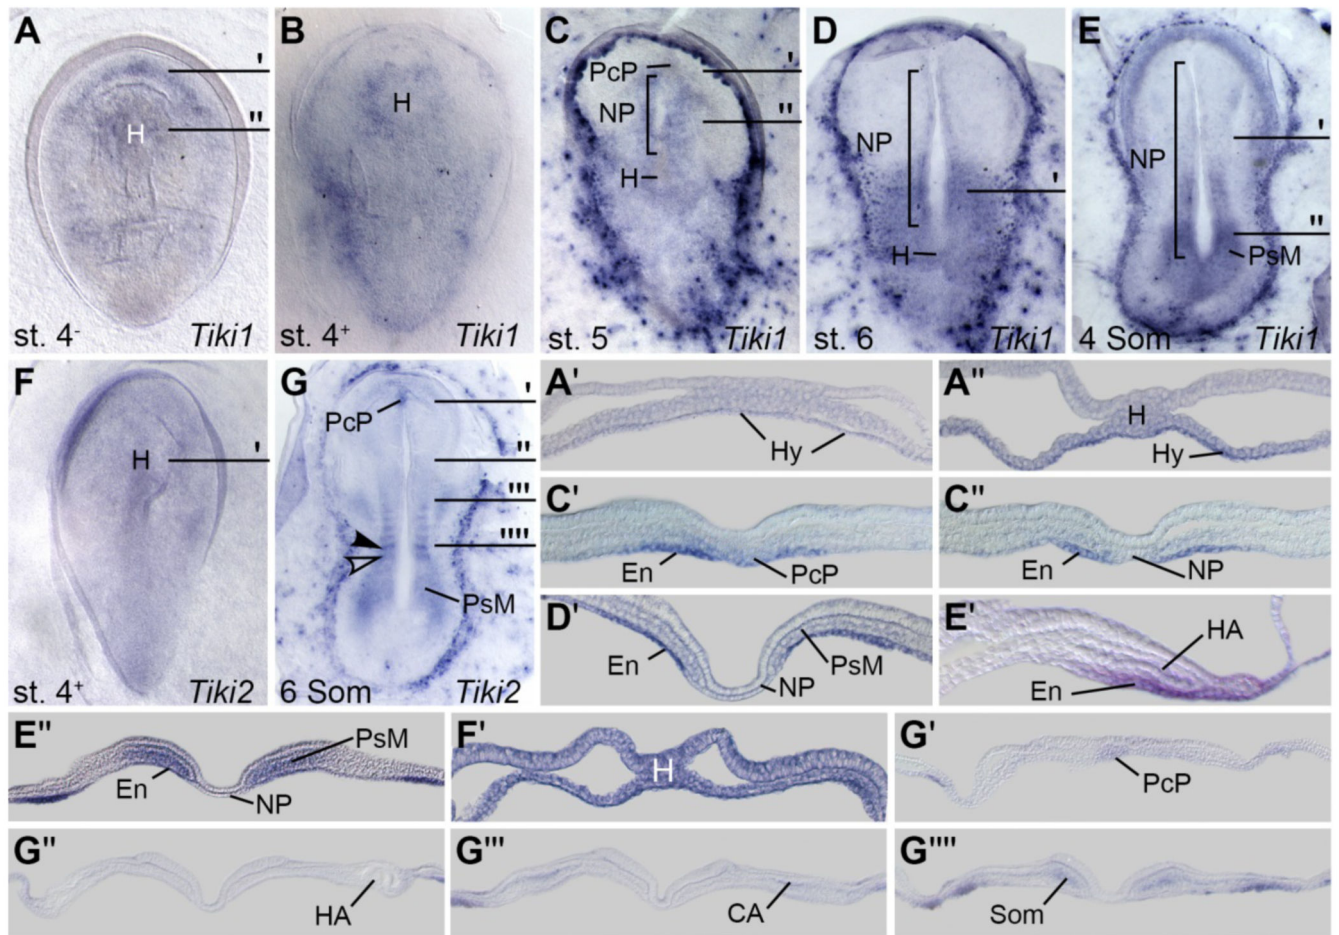 A
'
H
"
st. 4-
Tiki1
B
H
st. 4+
Tiki1
C
PcP
'
NP
"
H
st. 5
Tiki1
D
NP
'
H
st. 6
Tiki1
E
NP
'
"
PsM
4 Som
Tiki1
F
H
'
st. 4+
Tiki2
G
PcP
'
"
'''
""
PsM
6 Som
Tiki2
A'
Hy
A"
H
Hy
C'
En
PcP
C"
En
NP
D'
En
PsM
NP
E'
HA
En
E"
PsM
En
NP
F'
H
G'
PcP
G"
HA
G'''
CA
G""
Som